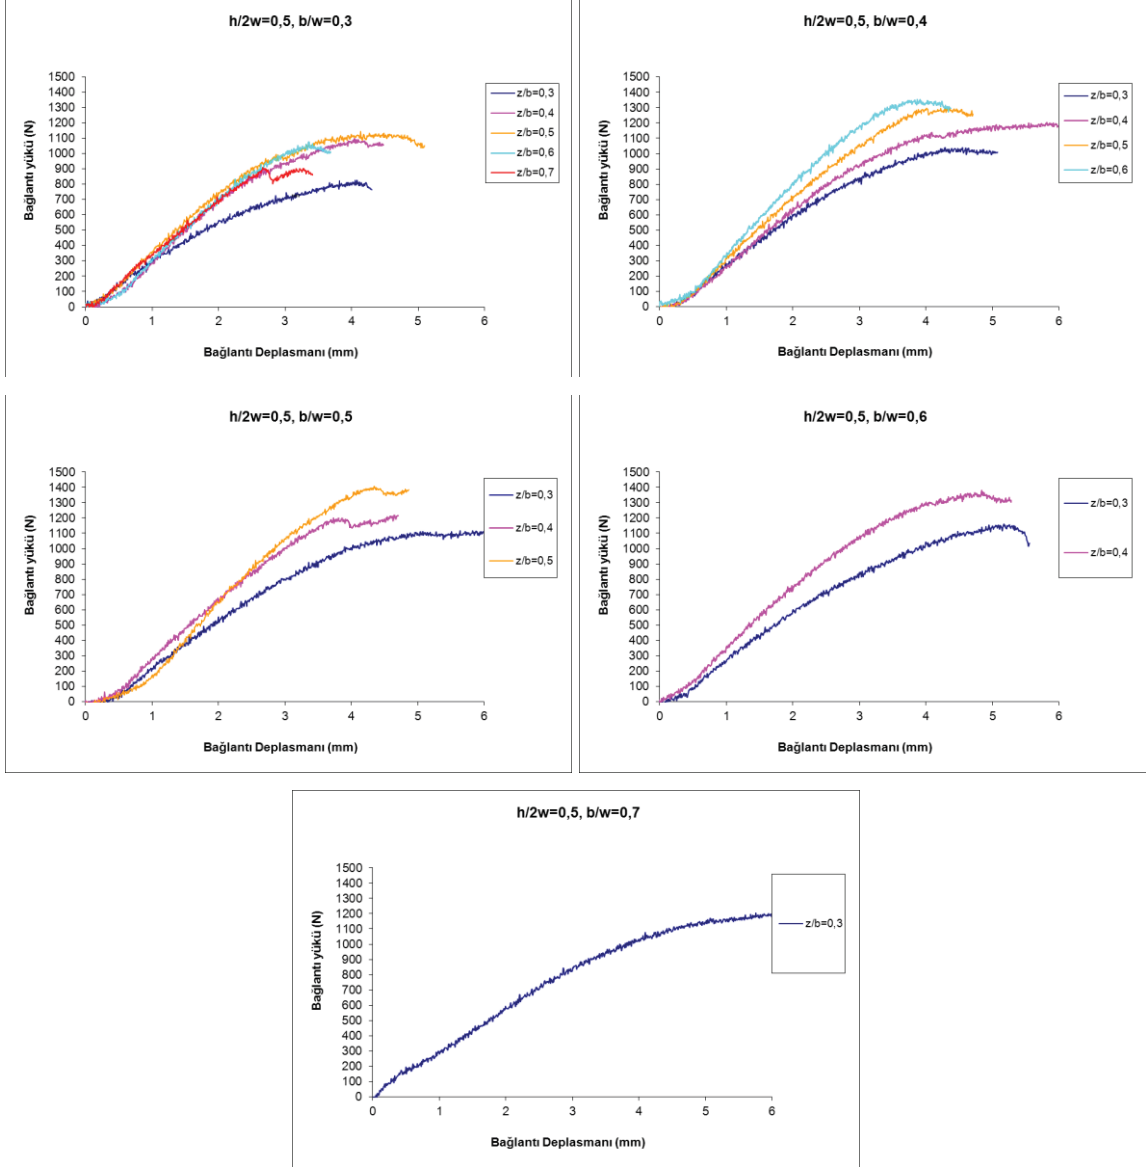 h/2w=0,5, b/w=0,3
Bağlantı yükü (N)
1500
1400
1300
1200
1100
1000
900
800
700
600
500
400
300
200
100
0
0 1 2 3 4 5 6
Bağlantı Deplasmanı (mm)
z/b=0,3
z/b=0,4
z/b=0,5
z/b=0,6
z/b=0,7
h/2w=0,5, b/w=0,4
Bağlantı yükü (N)
1500
1400
1300
1200
1100
1000
900
800
700
600
500
400
300
200
100
0
0 1 2 3 4 5 6
Bağlantı Deplasmanı (mm)
z/b=0,3
z/b=0,4
z/b=0,5
z/b=0,6
h/2w=0,5, b/w=0,5
Bağlantı yükü (N)
1500
1400
1300
1200
1100
1000
900
800
700
600
500
400
300
200
100
0
0 1 2 3 4 5 6
Bağlantı Deplasmanı (mm)
z/b=0,3
z/b=0,4
z/b=0,5
h/2w=0,5, b/w=0,6
Bağlantı yükü (N)
1500
1400
1300
1200
1100
1000
900
800
700
600
500
400
300
200
100
0
0 1 2 3 4 5 6
Bağlantı Deplasmanı (mm)
z/b=0,3
z/b=0,4
h/2w=0,5, b/w=0,7
Bağlantı yükü (N)
1500
1400
1300
1200
1100
1000
900
800
700
600
500
400
300
200
100
0
0 1 2 3 4 5 6
Bağlantı Deplasmanı (mm)
z/b=0,3